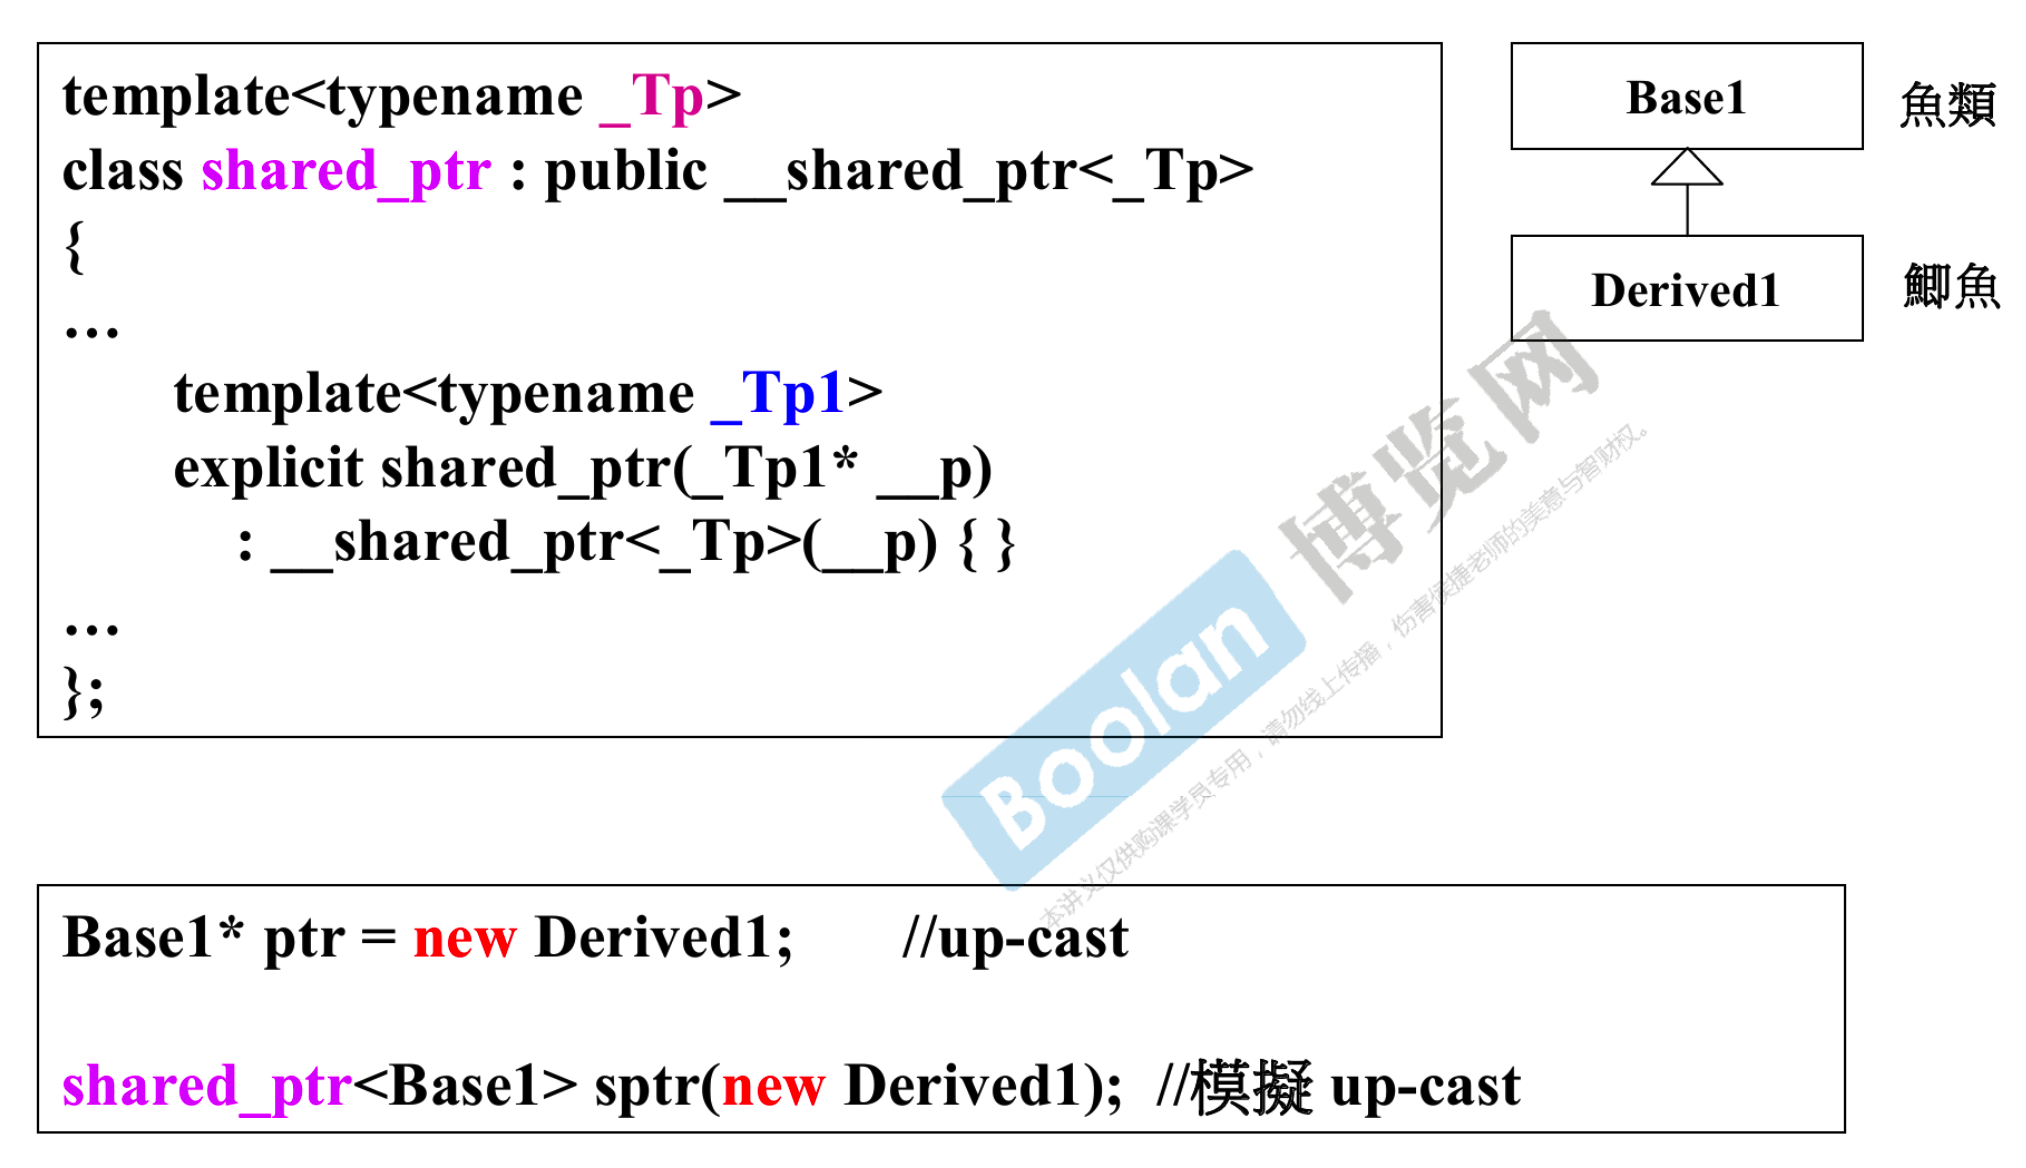 template<typename _Tp>
class shared_ptr : public __shared_ptr<_Tp>
{
…
template<typename _Tp1>
explicit shared_ptr(_Tp1* __p)
: __shared_ptr<_Tp>(__p) { }
…
};
Base1
魚類
Derived1
鯽魚
Boolan
博览网
本讲义仅供购课学员专用，请勿线上传播，伤害侯捷老师的美意与智财权。
Base1* ptr = new Derived1; //up-cast
shared_ptr<Base1> sptr(new Derived1); //模擬 up-cast